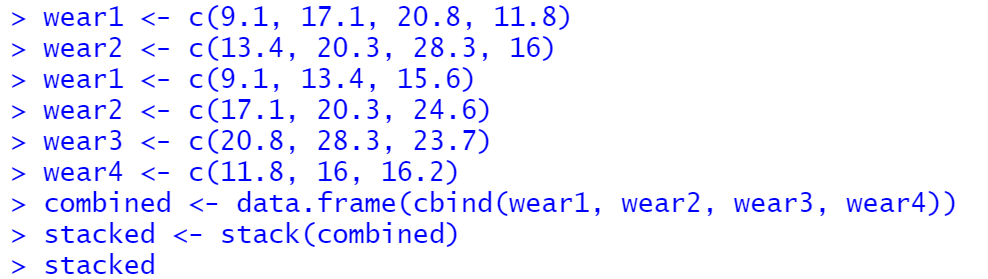 > wear1 <- c(9.1, 17.1, 20.8, 11.8)
> wear2 <- c(13.4, 20.3, 28.3, 16)
> wear1 <- c(9.1, 13.4, 15.6)
> wear2 <- c(17.1, 20.3, 24.6)
> wear3 <- c(20.8, 28.3, 23.7)
> wear4 <- c(11.8, 16, 16.2)
> combined <- data.frame(cbind(wear1, wear2, wear3, wear4))
> stacked <- stack(combined)
> stacked